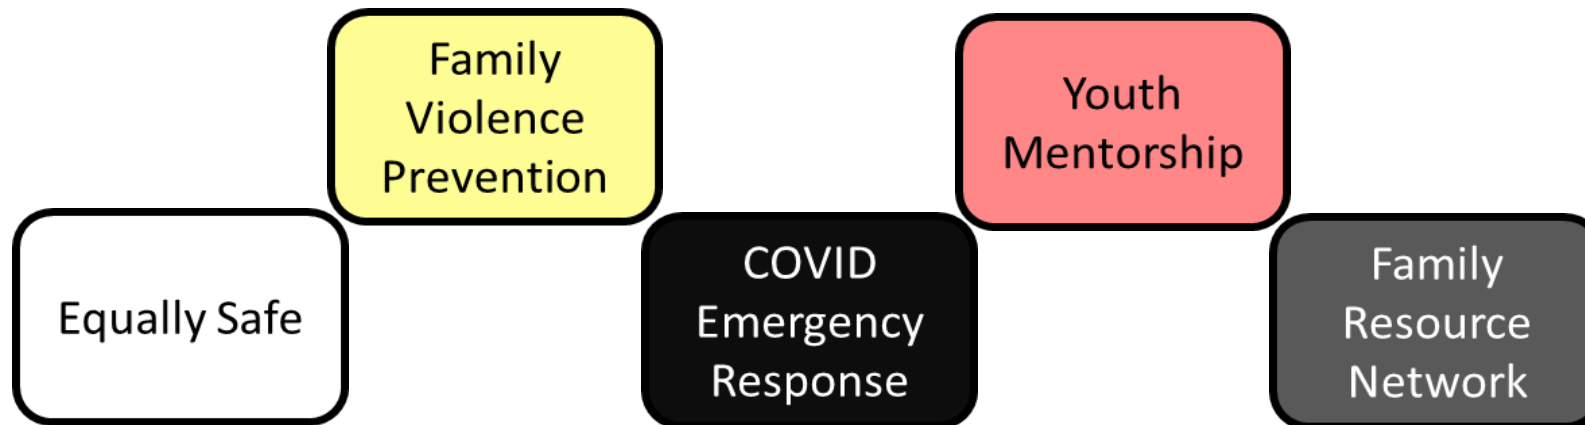 Equally Safe
Family
Violence
Prevention
COVID
Emergency
Response
Youth
Mentorship
Family
Resource
Network